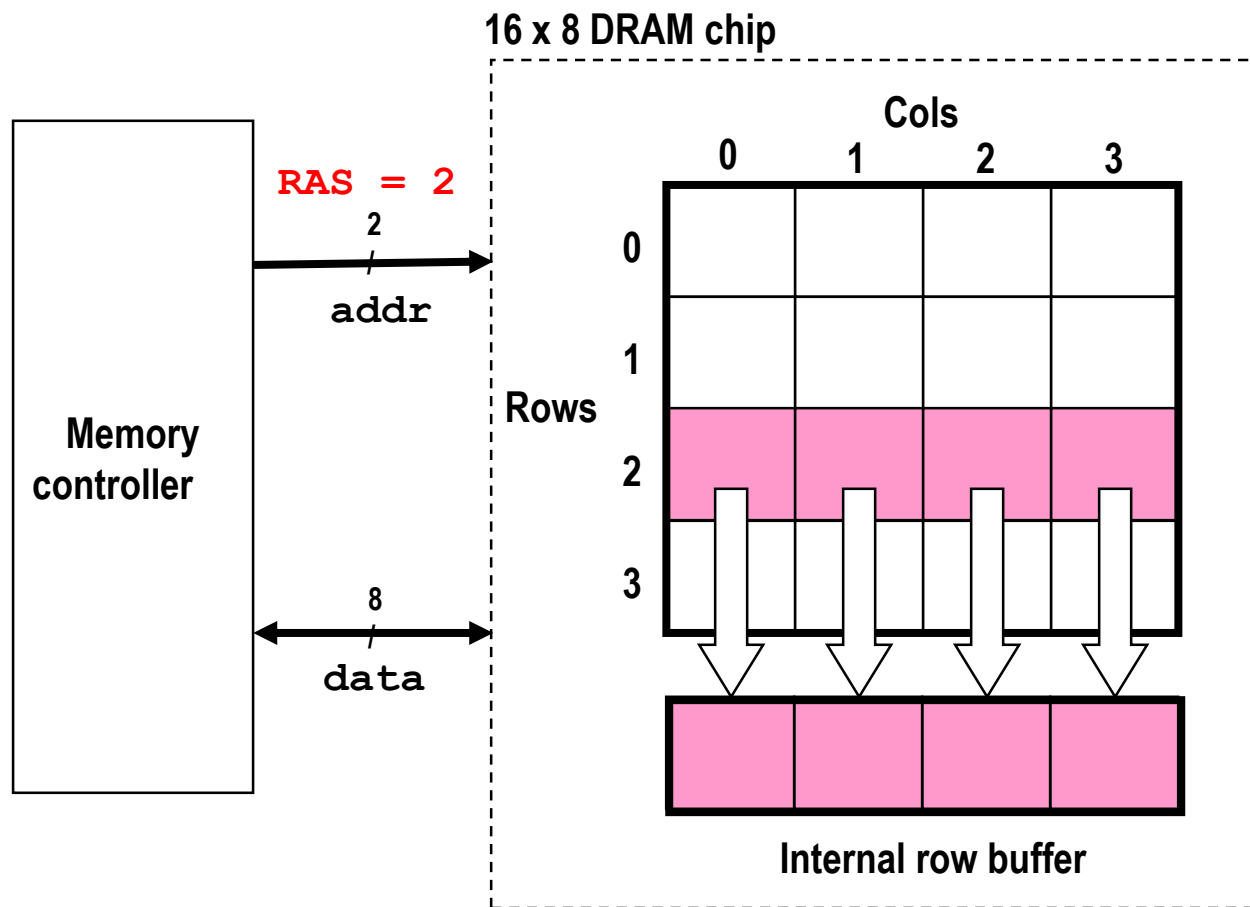 16 x 8 DRAM chip
Cols
0 1 2 3
RAS = 2
2
addr
0
1
Rows
2
3
Memory
controller
8
data
Internal row buffer